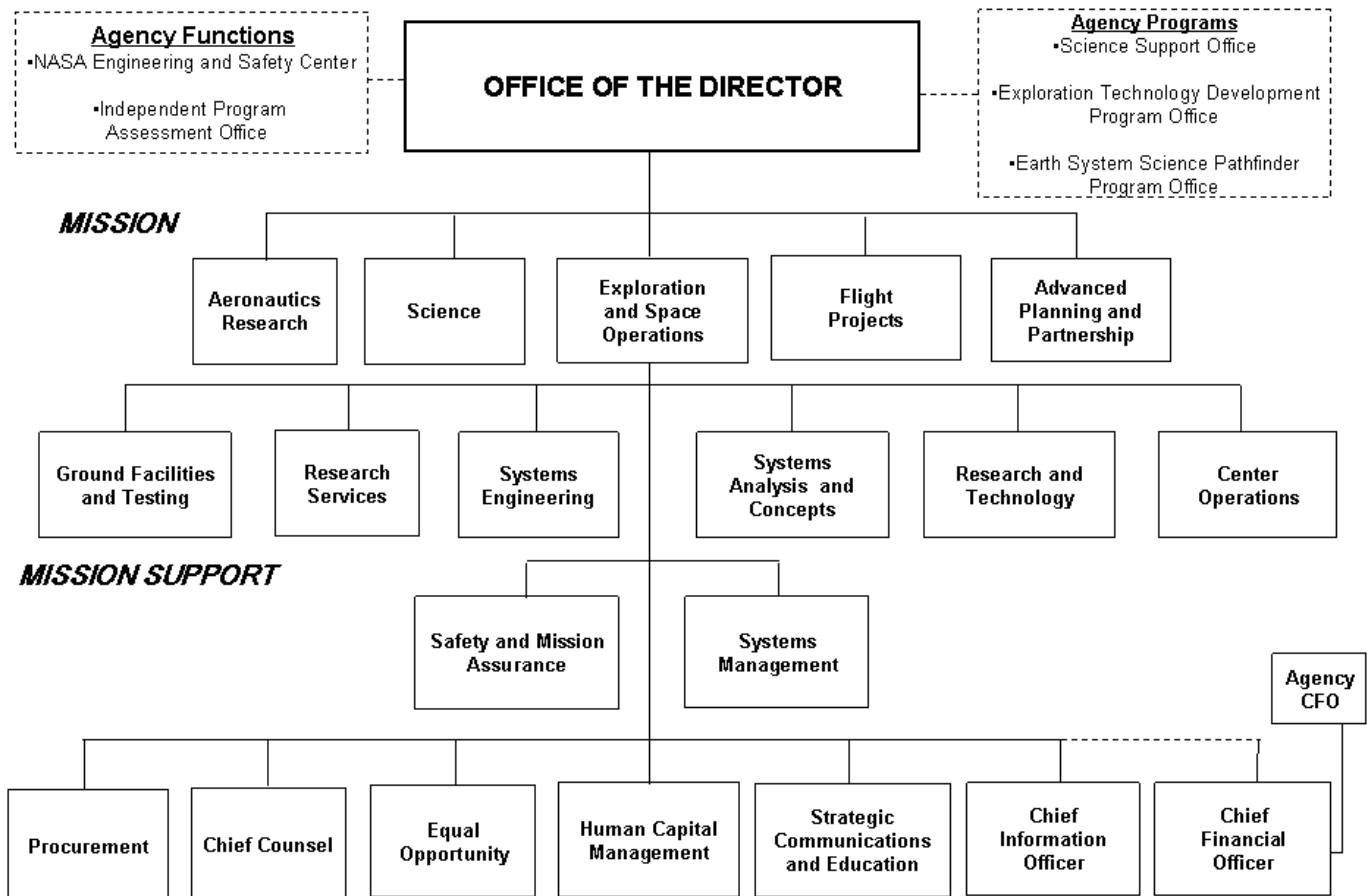 Agency Functions
▪NASA Engineering and Safety Center
▪Independent Program
Assessment Office
OFFICE OF THE DIRECTOR
Agency Programs
▪Science Support Office
▪Exploration Technology Development
Program Office
▪Earth System Science Pathfinder
Program Office
MISSION
Aeronautics
Research
Science
Exploration
and Space
Operations
Flight
Projects
Advanced
Planning and
Partnership
Ground Facilities
and Testing
Research
Services
Systems
Engineering
Systems
Analysis and
Concepts
Research and
Technology
Center
Operations
MISSION SUPPORT
Safety and Mission
Assurance
Systems
Management
Agency
CFO
Procurement
Chief Counsel
Equal
Opportunity
Human Capital
Management
Strategic
Communications
and Education
Chief
Information
Officer
Chief
Financial
Officer